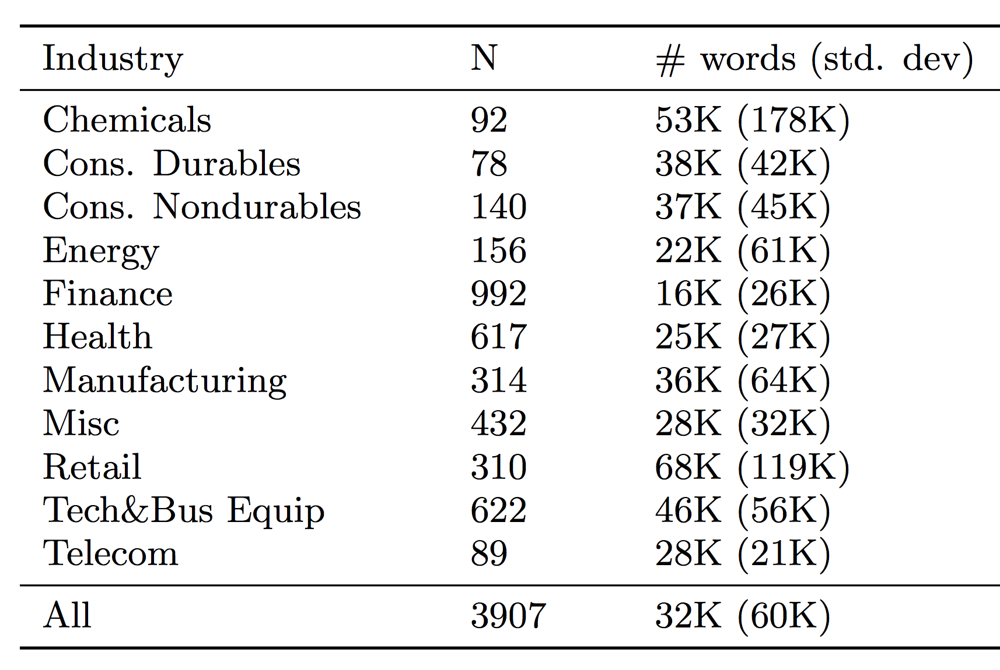 Industry N # words (std. dev)
Chemicals 92 53K (178K)
Cons. Durables 78 38K (42K)
Cons. Nondurables 140 37K (45K)
Energy 156 22K (61K)
Finance 992 16K (26K)
Health 617 25K (27K)
Manufacturing 314 36K (64K)
Misc 432 28K (32K)
Retail 310 68K (119K)
Tech&Bus Equip 622 46K (56K)
Telecom 89 28K (21K)
All 3907 32K (60K)